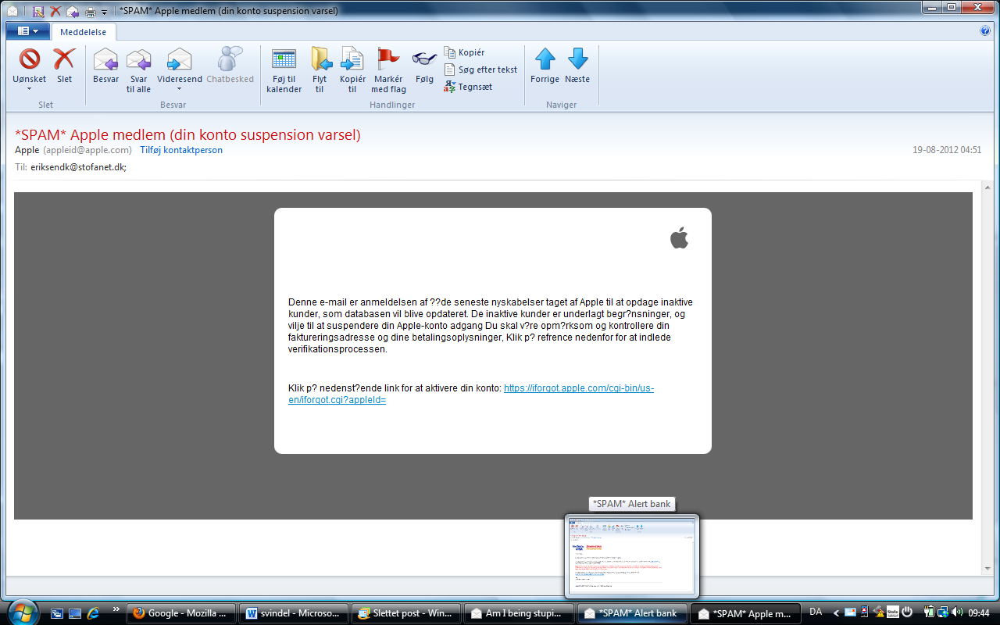 *SPAM* Apple medlem (din konto suspension varsel)
Meddelelse
Uønsket Slet Besvar Svar til alle Videresend Chatbesked Føj til kalender Flyt til Kopiér til Markér med flag Følg Kopiér Søg efter tekst Tegnsæt Forrige Næste
Slet Besvar Handlinger Naviger
*SPAM* Apple medlem (din konto suspension varsel)
Apple (appleid@apple.com) Tilføj kontaktperson 19-08-2012 04:51
Til: eriksendk@stofanet.dk;
Denne e-mail er anmeldelsen af ??de seneste nyskabelser taget af Apple til at opdage inaktive
kunder, som databasen vil blive opdateret. De inaktive kunder er underlagt begr?nsninger, og
vilje til at suspendere din Apple-konto adgang Du skal v?re opm?rksom og kontrollere din
faktureringsadresse og dine betalingsoplysninger, Klik p? refrence nedenfor for at indlede
verifikationsprocessen.
Klik p? nedenst?ende link for at aktivere din konto: https://iforgot.apple.com/cgi-bin/us-
en/iforgot.cgi?appleId=
*SPAM* Alert bank
Google - Mozilla ... svindel - Microso... Slettet post - Win... Am I being stupi... *SPAM* Alert bank *SPAM* Apple m... DA 09:44